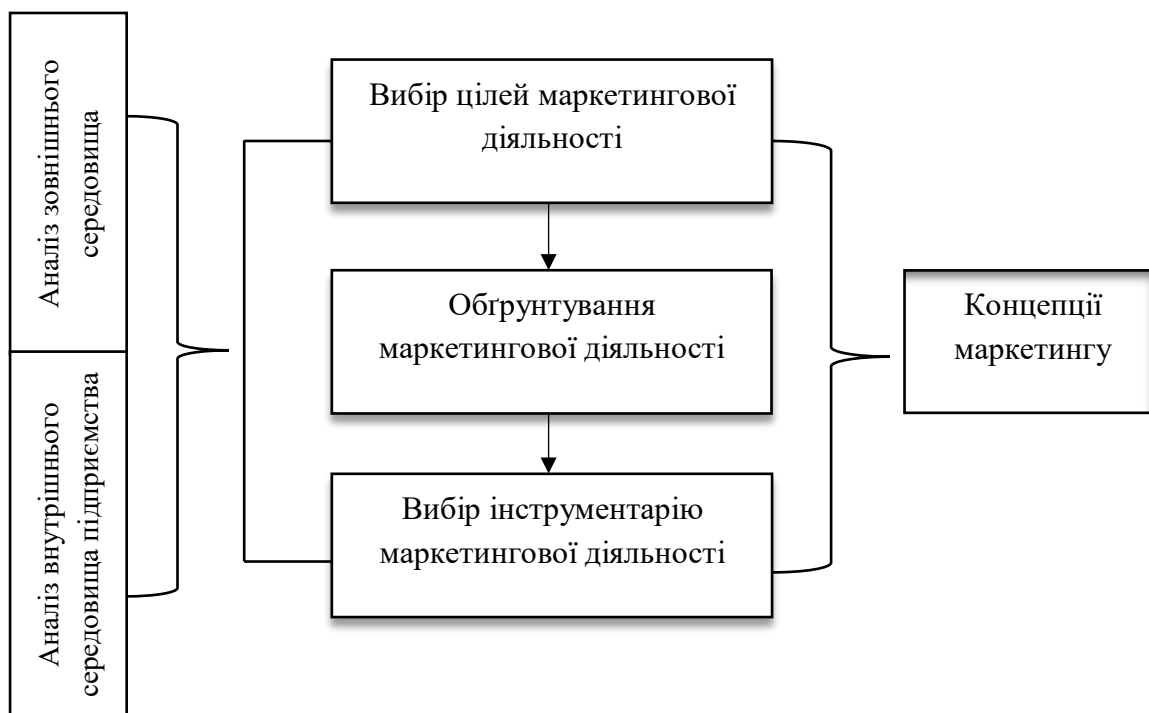 Аналіз зовнішнього
середовища
Аналіз внутрішнього
середовища підприємства
Вибір цілей маркетингової
діяльності
Обґрунтування
маркетингової діяльності
Вибір інструментарію
маркетингової діяльності
Концепції
маркетингу